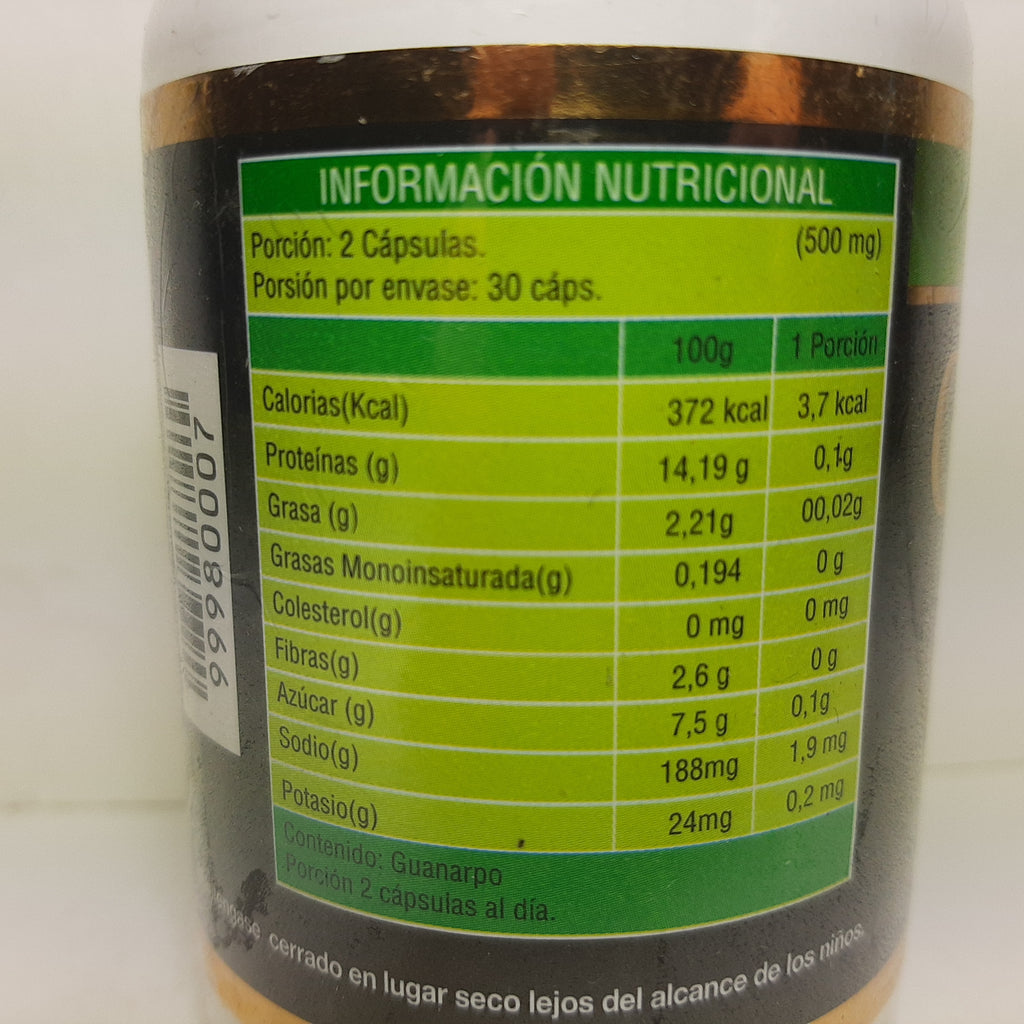 INFORMACIÓN NUTRICIONAL
Porción: 2 Cápsulas. (500 mg)
Porsión por envase: 30 cáps.
100g 1 Porción
Calorias(Kcal) 372 kcal 3,7 kcal
Proteínas (g) 14,19 g 0,1g
Grasa (g) 2,21g 00,02g
Grasas Monoinsaturada(g) 0,194 0 g
Colesterol(g) 0 mg 0 mg
Fibras(g) 2,6 g 0 g
Azúcar (g) 7,5 g 0,1g
Sodio(g) 188mg 1,9 mg
Potasio(g) 24mg 0,2 mg
Contenido: Guanarpo
Porción 2 cápsulas al día.
cerrado en lugar seco lejos del alcance de los niños.
99980007